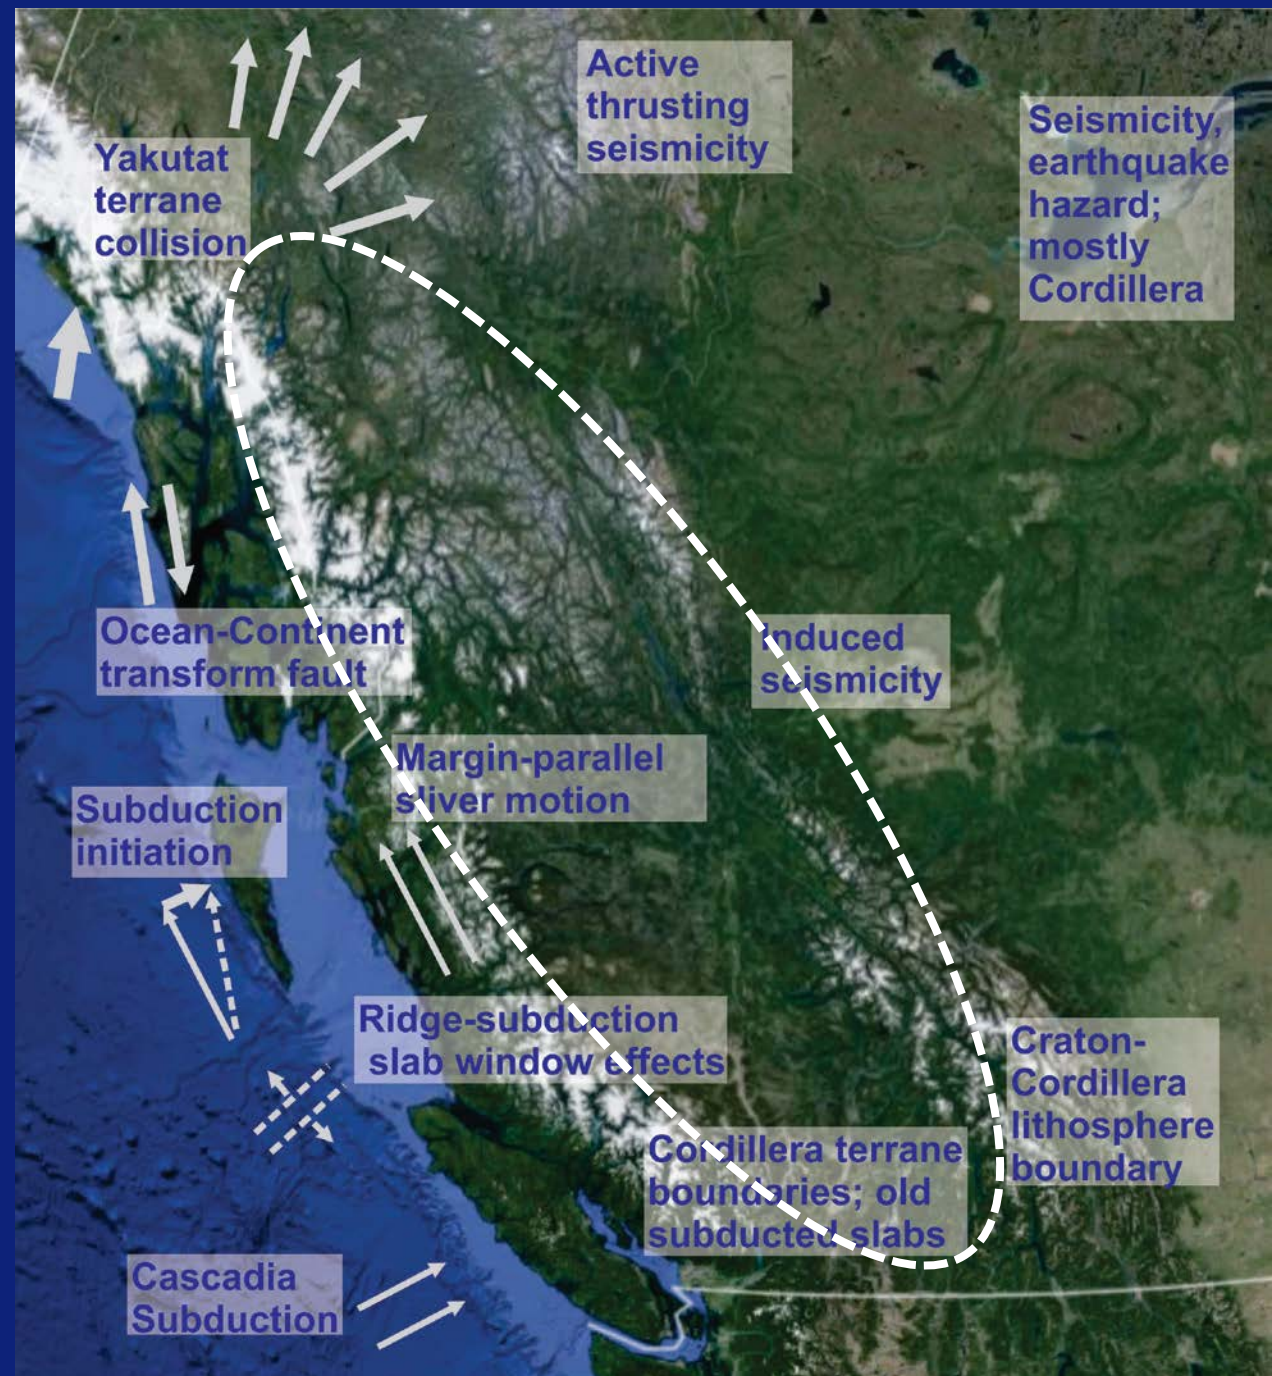 Active
thrusting
seismicity
Seismicity,
earthquake
hazard;
mostly
Cordillera
Yakutat
terrane
collision
Ocean-Continent
transform fault
Induced
seismicity
Margin-parallel
sliver motion
Subduction
initiation
Ridge-subduction
slab window effects
Craton-
Cordillera
lithosphere
boundary
Cordillera terrane
boundaries; old
subducted slabs
Cascadia
Subduction